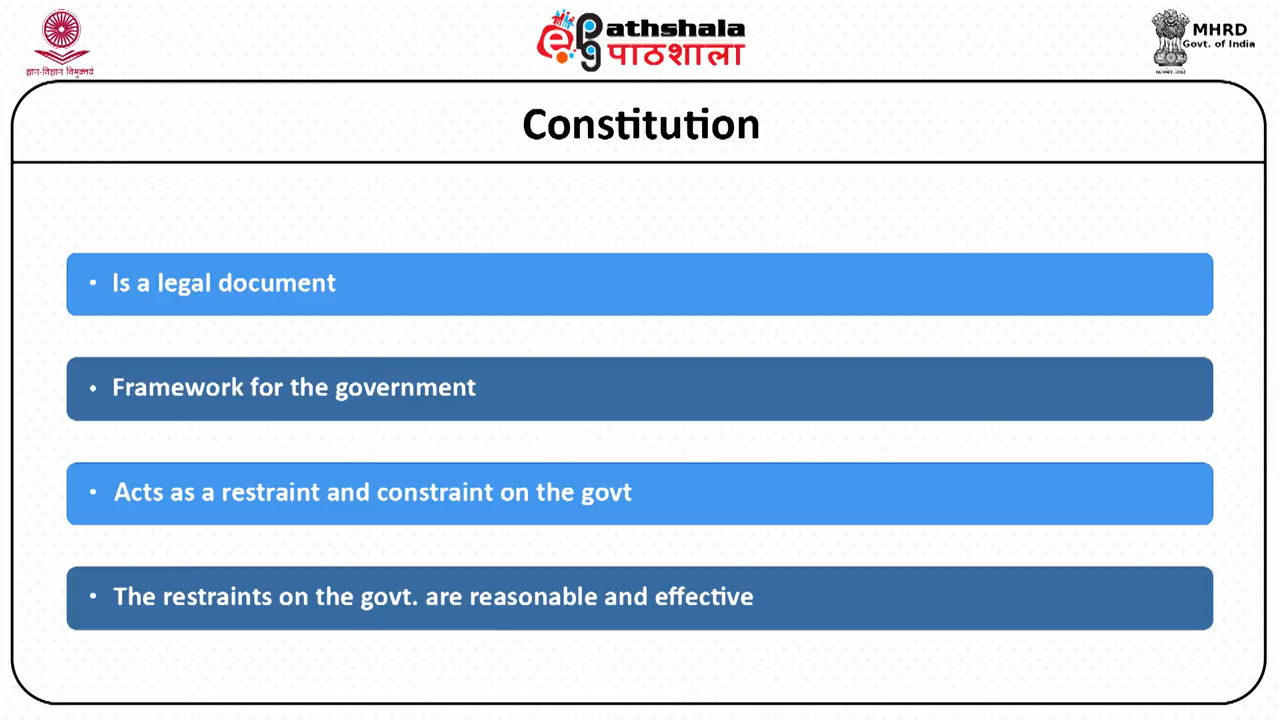 ज्ञान-विज्ञान विमुक्तये
ePathshala
पाठशाला
MHRD
Govt. of India
Constitution
• Is a legal document
• Framework for the government
• Acts as a restraint and constraint on the govt
• The restraints on the govt. are reasonable and effective